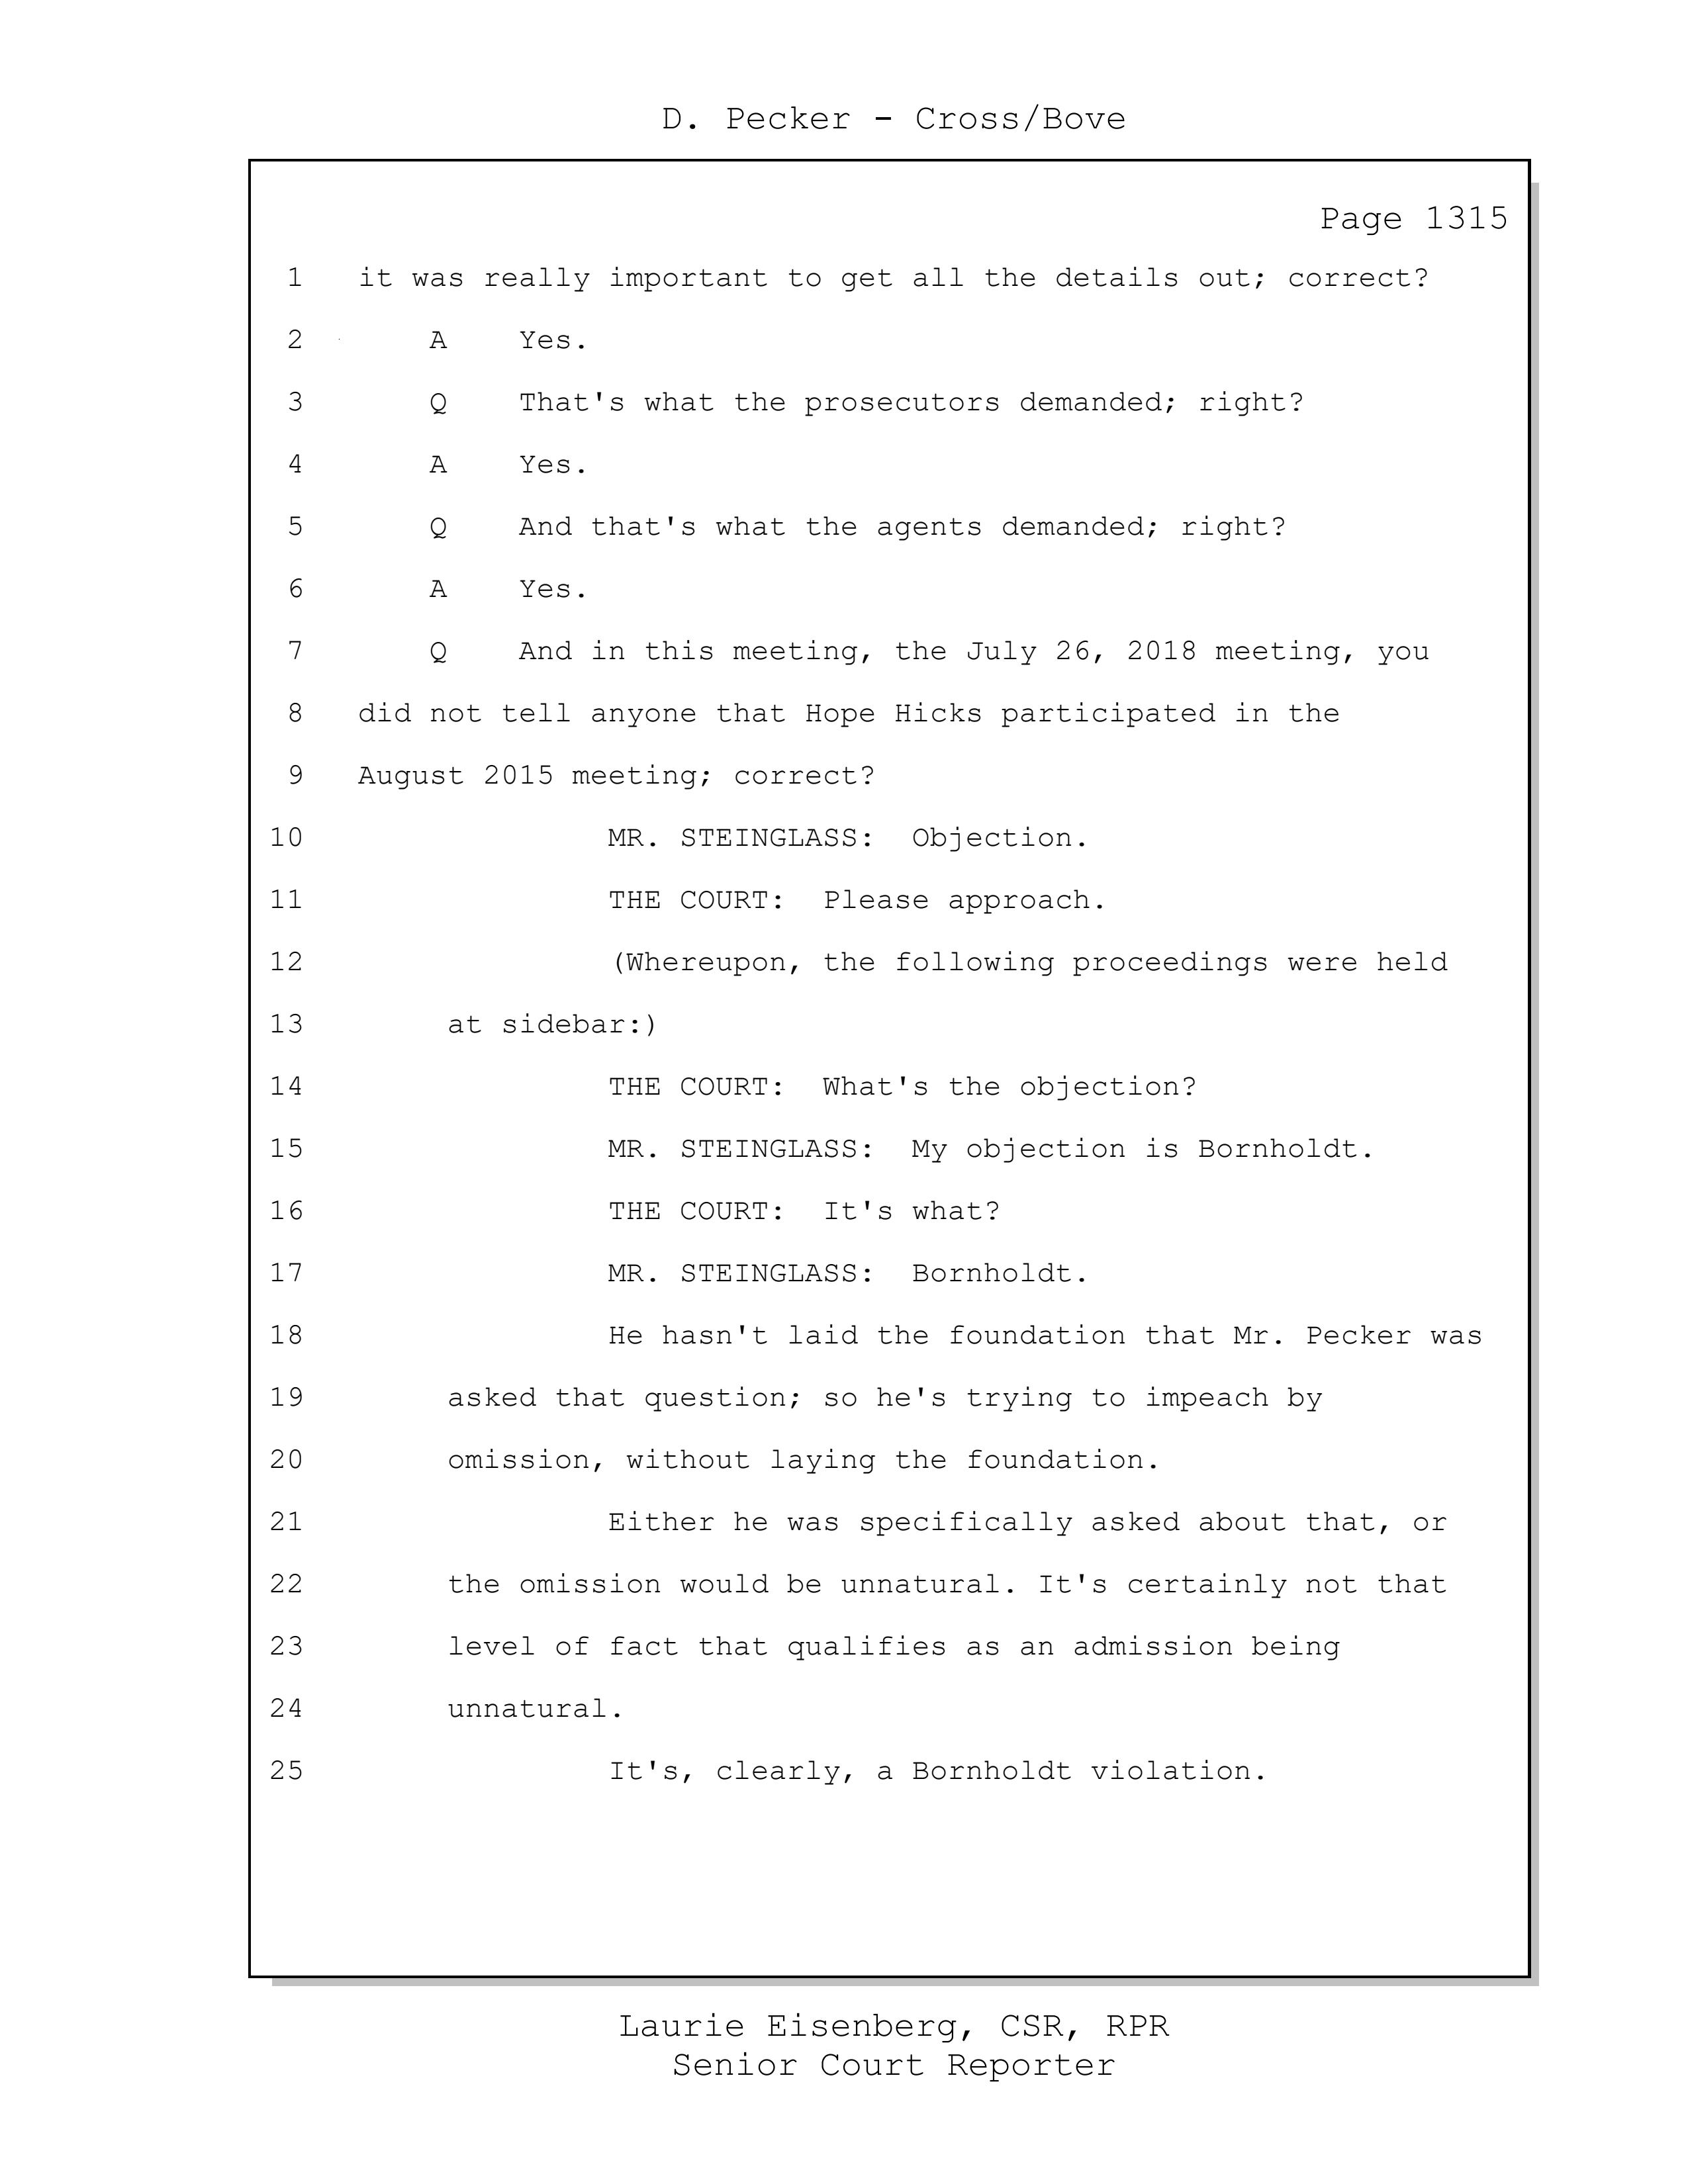 D. Pecker - Cross/Bove
Page 1315
1 it was really important to get all the details out; correct?
2 A Yes.
3 Q That's what the prosecutors demanded; right?
4 A Yes.
5 Q And that's what the agents demanded; right?
6 A Yes.
7 Q And in this meeting, the July 26, 2018 meeting, you
8 did not tell anyone that Hope Hicks participated in the
9 August 2015 meeting; correct?
10 MR. STEINGLASS: Objection.
11 THE COURT: Please approach.
12 (Whereupon, the following proceedings were held
13 at sidebar:)
14 THE COURT: What's the objection?
15 MR. STEINGLASS: My objection is Bornholdt.
16 THE COURT: It's what?
17 MR. STEINGLASS: Bornholdt.
18 He hasn't laid the foundation that Mr. Pecker was
19 asked that question; so he's trying to impeach by
20 omission, without laying the foundation.
21 Either he was specifically asked about that, or
22 the omission would be unnatural. It's certainly not that
23 level of fact that qualifies as an admission being
24 unnatural.
25 It's, clearly, a Bornholdt violation.
Laurie Eisenberg, CSR, RPR
Senior Court Reporter